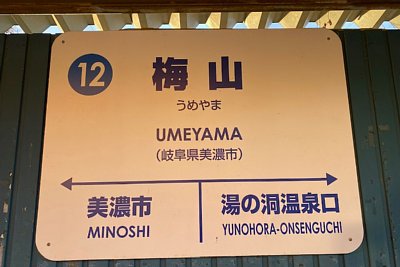 12 梅山
うめやま
UMEYAMA
(岐阜県美濃市)
美濃市 湯の洞温泉口
MINOSHI YUNOHORA-ONSENGUCHI